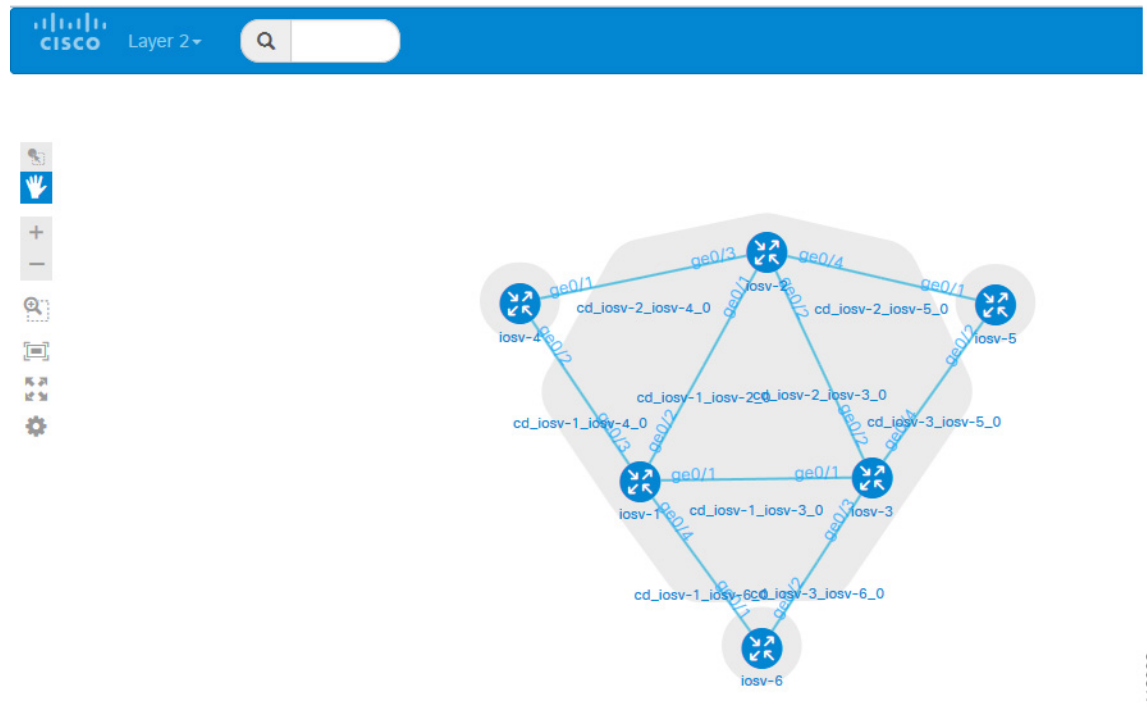 CISCO
Layer 2
ge0/3
ge0/4
ge0/1
ge0/1
iosv-2
ge0/1
ge0/2
cd_iosv-2_iosv-4_0
cd_iosv-2_iosv-5_0
iosv-4
iosv-5
ge0/2
ge0/2
cd_iosv-1_iosv-2_0
cd_iosv-2_iosv-3_0
cd_iosv-1_iosv-4_0
cd_iosv-3_iosv-5_0
ge0/3
ge0/2
ge0/2
ge0/4
ge0/1
ge0/1
iosv-1
cd_iosv-1_iosv-3_0
iosv-3
ge0/4
ge0/3
cd_iosv-1_iosv-6_0
cd_iosv-3_iosv-6_0
ge0/1
ge0/2
iosv-6